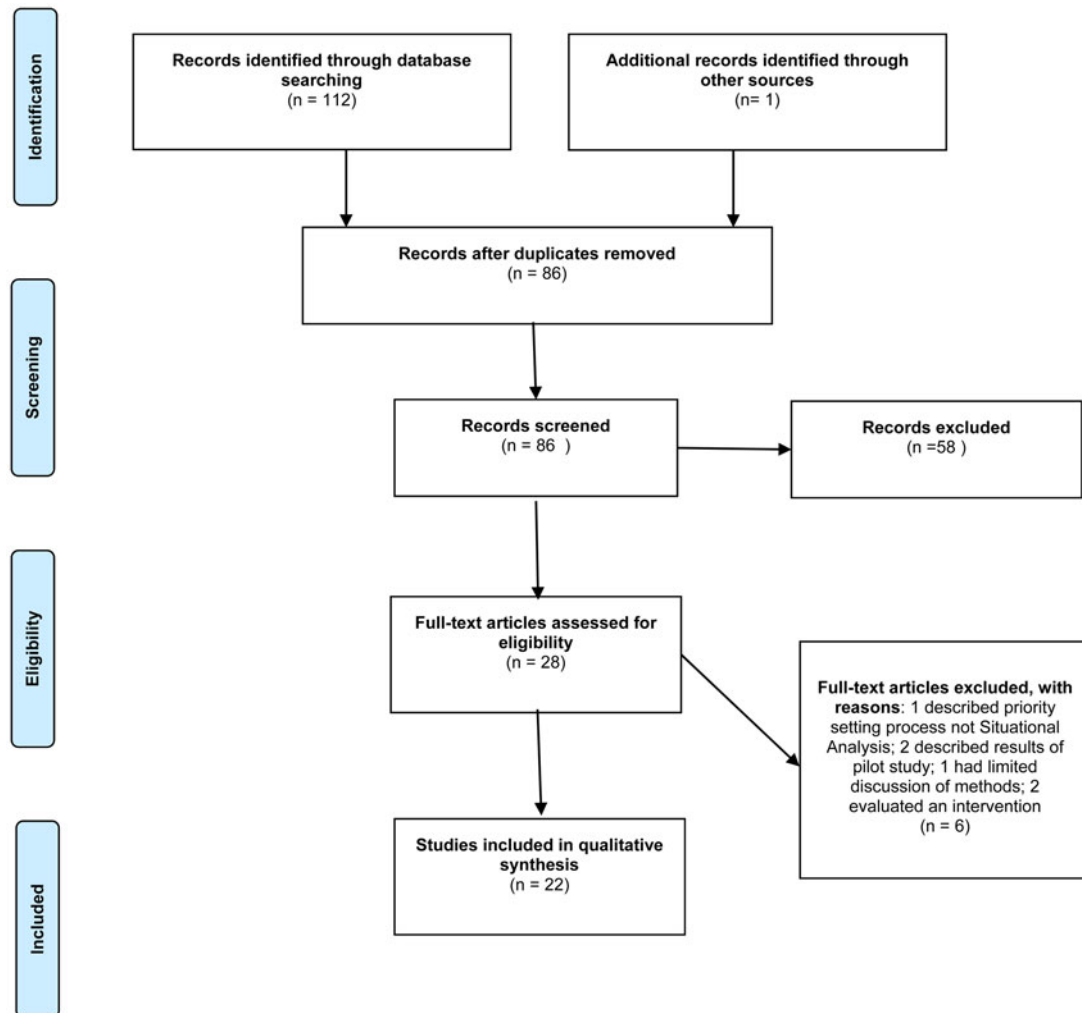 Identification
Records identified through database
searching
(n = 112)
Additional records identified through
other sources
(n= 1)
Records after duplicates removed
(n = 86)
Screening
Records screened
(n = 86  )
Records excluded
(n =58 )
Eligibility
Full-text articles assessed for
eligibility
(n = 28)
Full-text articles excluded, with
reasons: 1 described priority
setting process not Situational
Analysis; 2 described results of
pilot study; 1 had limited
discussion of methods; 2
evaluated an intervention
(n = 6)
Included
Studies included in qualitative
synthesis
(n = 22)